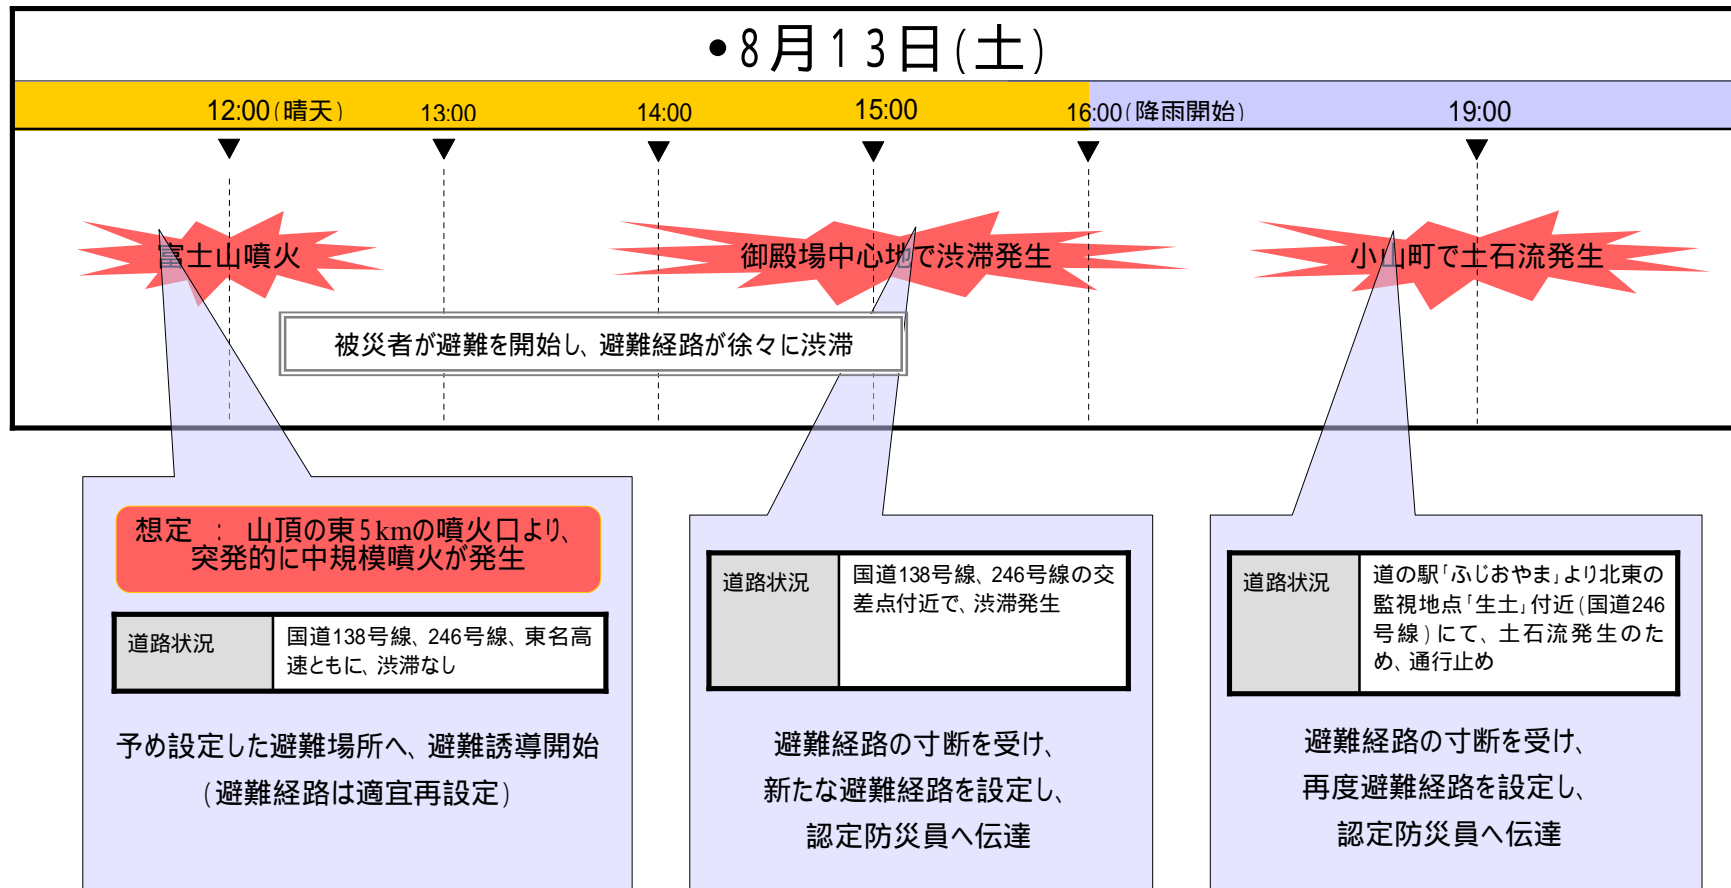 •8月13日(土)
12:00(晴天)
13:00
14:00
15:00
16:00(降雨開始)
19:00
富士山噴火
御殿場中心地で渋滞発生
小山町で土石流発生
被災者が避難を開始し、避難経路が徐々に渋滞
想定 : 山頂の東5kmの噴火口より、
突発的に中規模噴火が発生
道路状況
国道138号線、246号線、東名高
速ともに、渋滞なし
予め設定した避難場所へ、避難誘導開始
(避難経路は適宜再設定)
道路状況
国道138号線、246号線の交
差点付近で、渋滞発生
避難経路の寸断を受け、
新たな避難経路を設定し、
認定防災員へ伝達
道路状況
道の駅「ふじおやま」より北東の
監視地点「生土」付近(国道246
号線)にて、土石流発生のた
め、通行止め
避難経路の寸断を受け、
再度避難経路を設定し、
認定防災員へ伝達